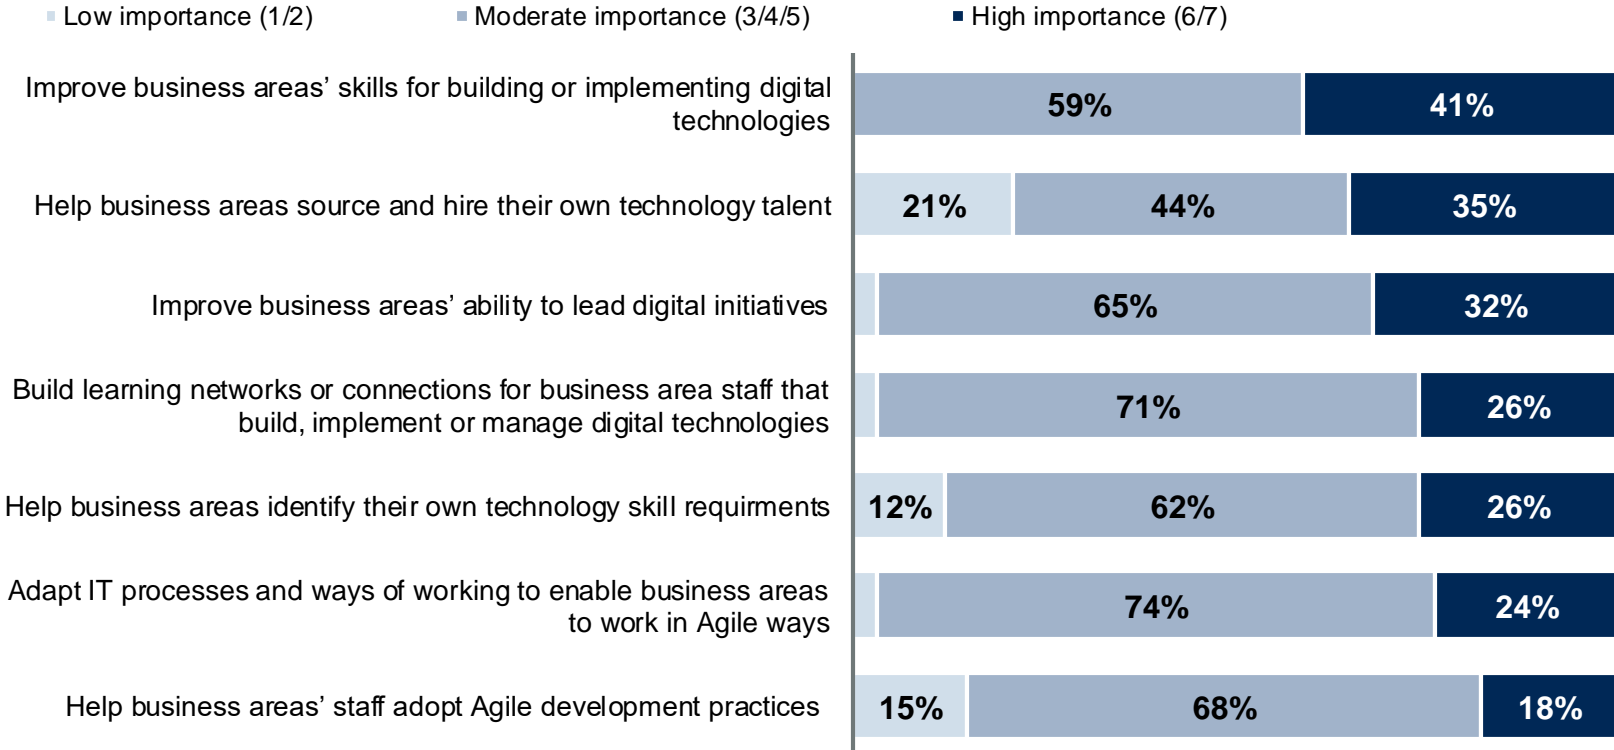 Low importance (1/2) Moderate importance (3/4/5) High importance (6/7)
Improve business areas’ skills for building or implementing digital
technologies
59% 41%
Help business areas source and hire their own technology talent
21% 44% 35%
Improve business areas’ ability to lead digital initiatives
65% 32%
Build learning networks or connections for business area staff that
build, implement or manage digital technologies
71% 26%
Help business areas identify their own technology skill requirments
12% 62% 26%
Adapt IT processes and ways of working to enable business areas
to work in Agile ways
74% 24%
Help business areas’ staff adopt Agile development practices
15% 68% 18%